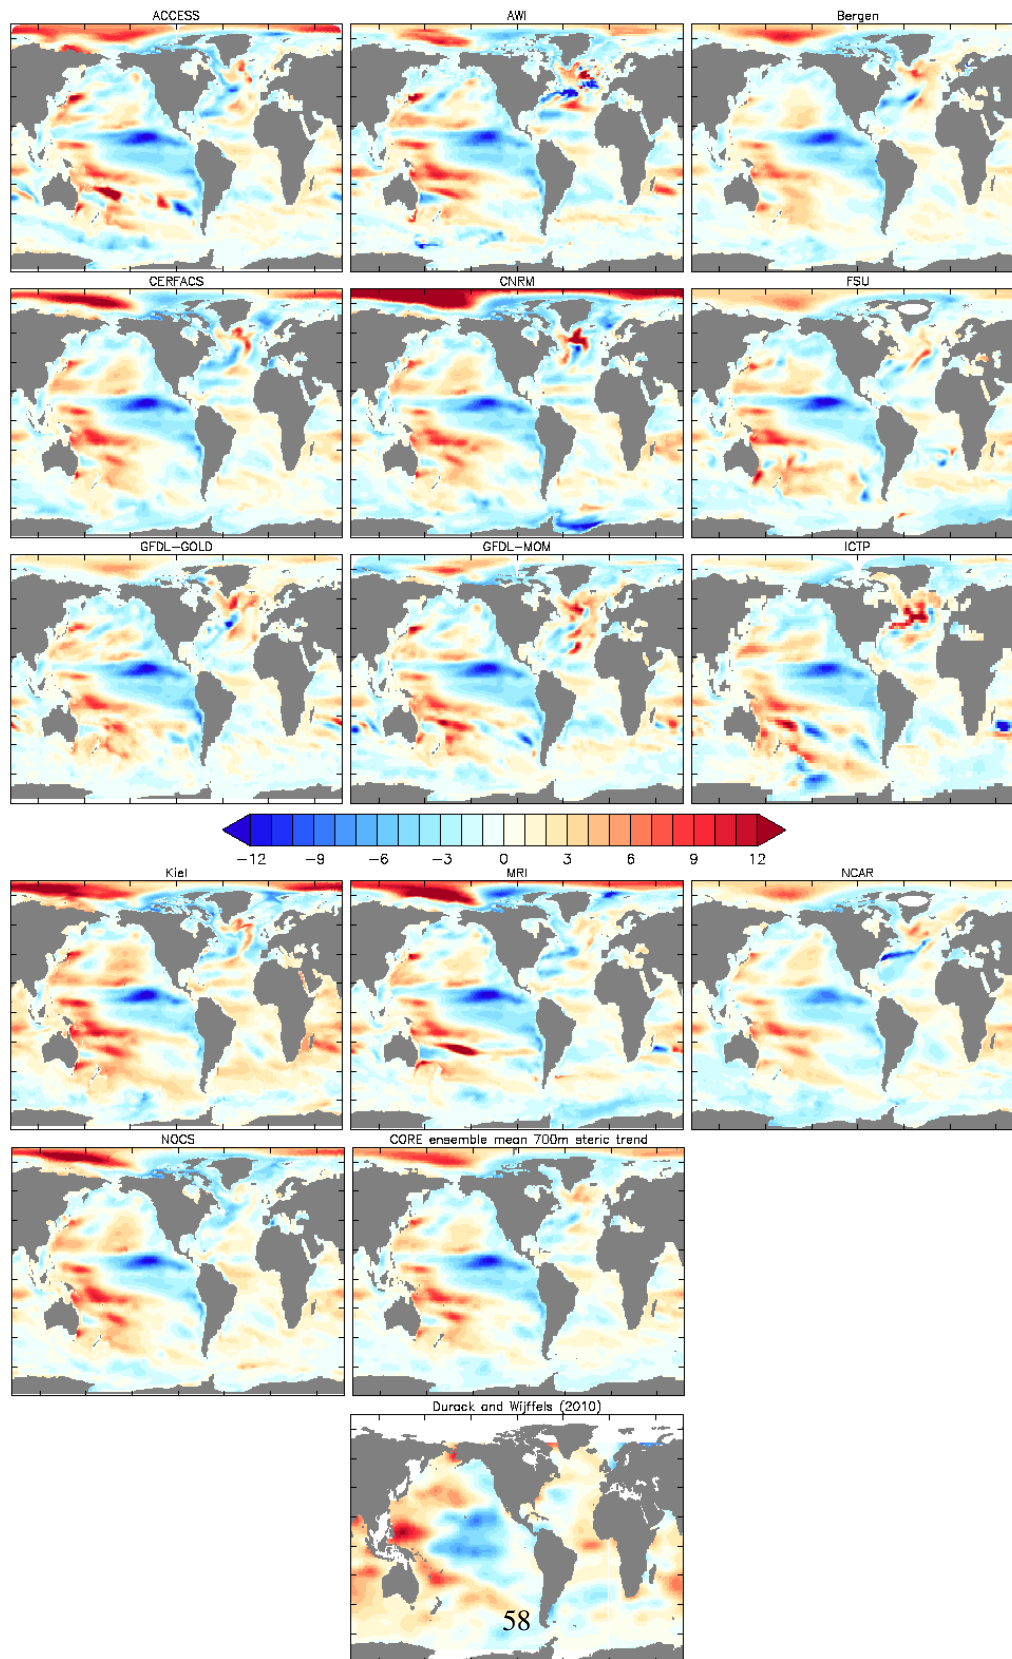 ACCESS
AWI
Bergen
CERFACS
CNRM
FSU
GFDL-GOLD
GFDL-MOM
ICTP
-12 -9 -6 -3 0 3 6 9 12
Kiel
MRI
NCAR
NOCS
CORE ensemble mean 700m steric trend
Durack and Wijffels (2010)
58